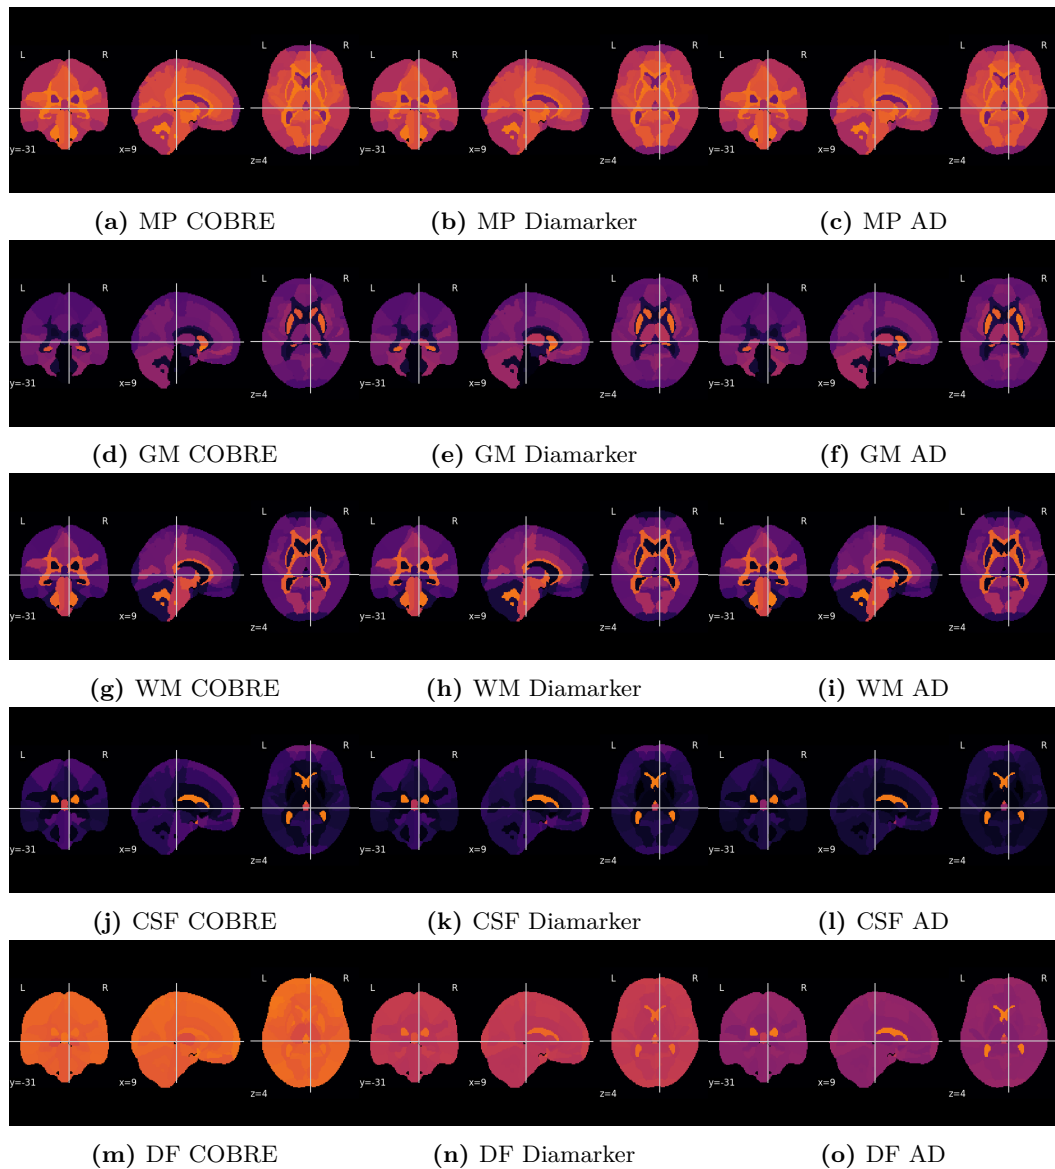 L R L R L R L R L R L R
y=-31 x=9 z=4 y=-31 x=9 z=4 y=-31 x=9 z=4
(a) MP COBRE (b) MP Diamarker (c) MP AD
L R L R L R L R L R L R
y=-31 x=9 z=4 y=-31 x=9 z=4 y=-31 x=9 z=4
(d) GM COBRE (e) GM Diamarker (f) GM AD
L R L R L R L R L R L R
y=-31 x=9 z=4 y=-31 x=9 z=4 y=-31 x=9 z=4
(g) WM COBRE (h) WM Diamarker (i) WM AD
L R L R L R L R L R L R
y=-31 x=9 z=4 y=-31 x=9 z=4 y=-31 x=9 z=4
(j) CSF COBRE (k) CSF Diamarker (l) CSF AD
L R L R L R L R L R L R
y=-31 x=9 z=4 y=-31 x=9 z=4 y=-31 x=9 z=4
(m) DF COBRE (n) DF Diamarker (o) DF AD